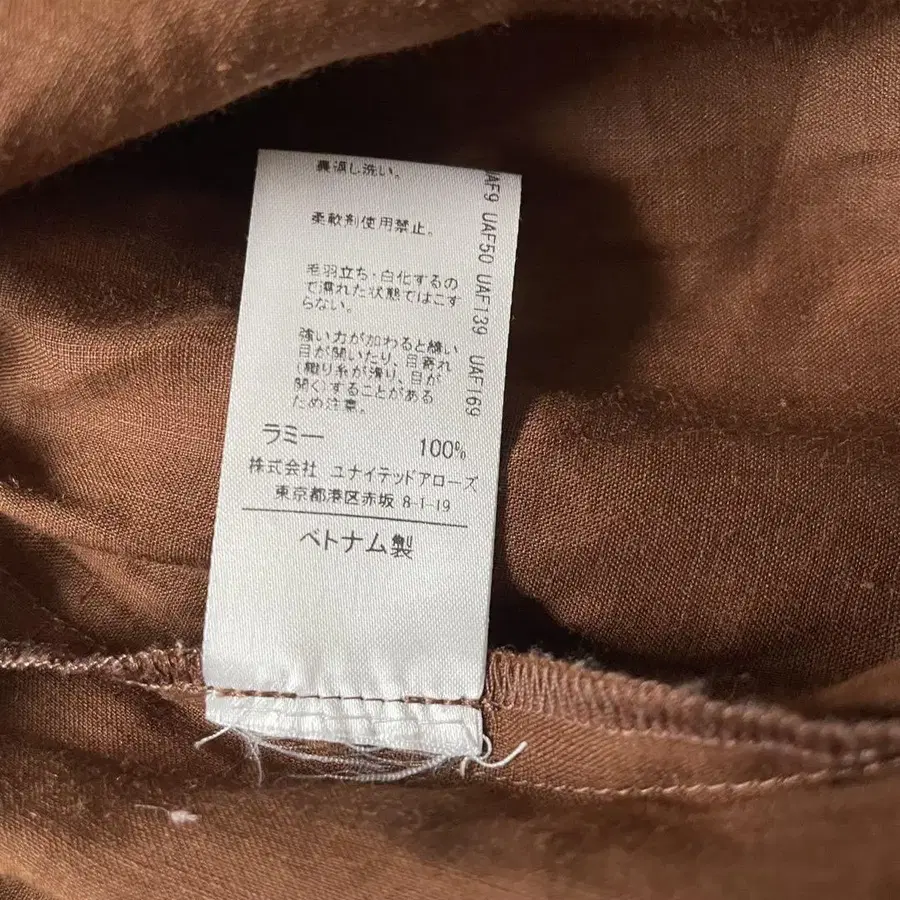 裏返し洗い。
柔軟剤使用禁止。
毛羽立ち・白化するの
で濡れた状態ではこす
らない。
強い力が加わると縫い
目が開いたり、目寄れ
(織り糸が滑り、目が
開く)することがある
ため注意。
ラミー 100%
株式会社 ユナイテッドアローズ
東京都港区赤坂 8-1-19
ベトナム製
UAF9 UAF50 UAF139 UAF169